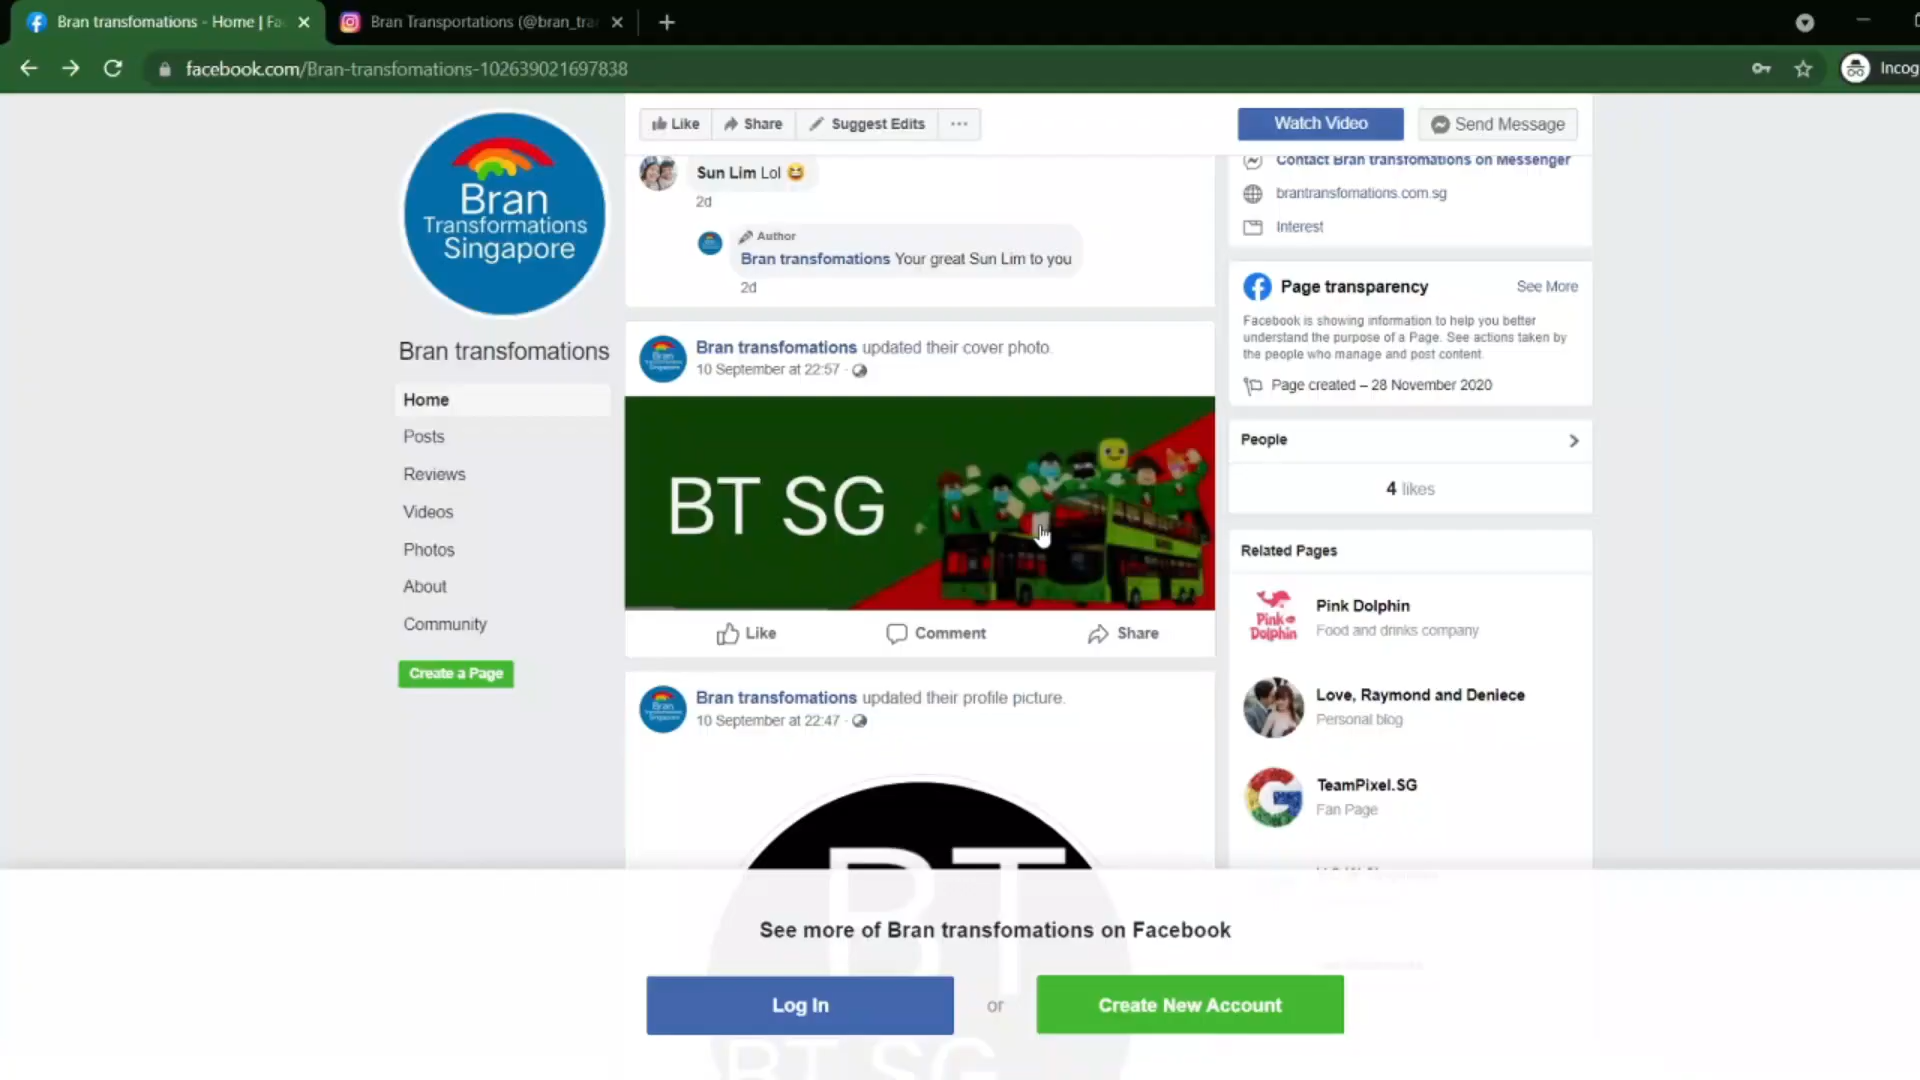 Bran transfomations - Home | Fa
Bran Transportations (@bran_tra
facebook.com/Bran-transfomations-102639021697838
Incog
Bran
Transformations
Singapore
Bran transfomations
Home
Posts
Reviews
Videos
Photos
About
Community
Create a Page
Like
Share
Suggest Edits
Watch Video
Send Message
Sun Lim Lol 😆
2d
Author
Bran transfomations Your great Sun Lim to you
2d
Bran transfomations updated their cover photo.
10 September at 22:57 ·
BT SG
Like
Comment
Share
Bran transfomations updated their profile picture.
10 September at 22:47 ·
BT
BT SG
Contact Bran transfomations on Messenger
brantransfomations.com.sg
Interest
Page transparency
See More
Facebook is showing information to help you better
understand the purpose of a Page. See actions taken by
the people who manage and post content.
Page created – 28 November 2020
People
4 likes
Related Pages
Pink Dolphin
Pink Dolphin
Food and drinks company
Love, Raymond and Deniece
Personal blog
TeamPixel.SG
Fan Page
See more of Bran transfomations on Facebook
Log In
or
Create New Account